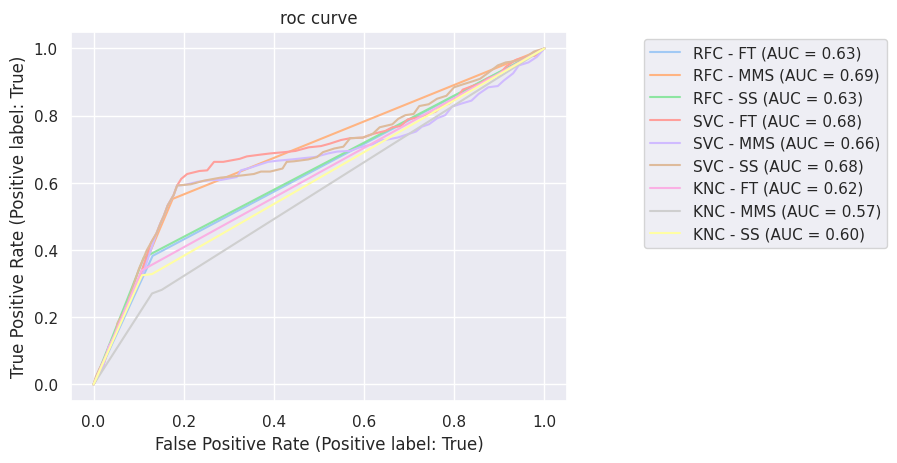 roc curve
True Positive Rate (Positive label: True)
1.0
0.8
0.6
0.4
0.2
0.0
0.0 0.2 0.4 0.6 0.8 1.0
False Positive Rate (Positive label: True)
RFC - FT (AUC = 0.63)
RFC - MMS (AUC = 0.69)
RFC - SS (AUC = 0.63)
SVC - FT (AUC = 0.68)
SVC - MMS (AUC = 0.66)
SVC - SS (AUC = 0.68)
KNC - FT (AUC = 0.62)
KNC - MMS (AUC = 0.57)
KNC - SS (AUC = 0.60)